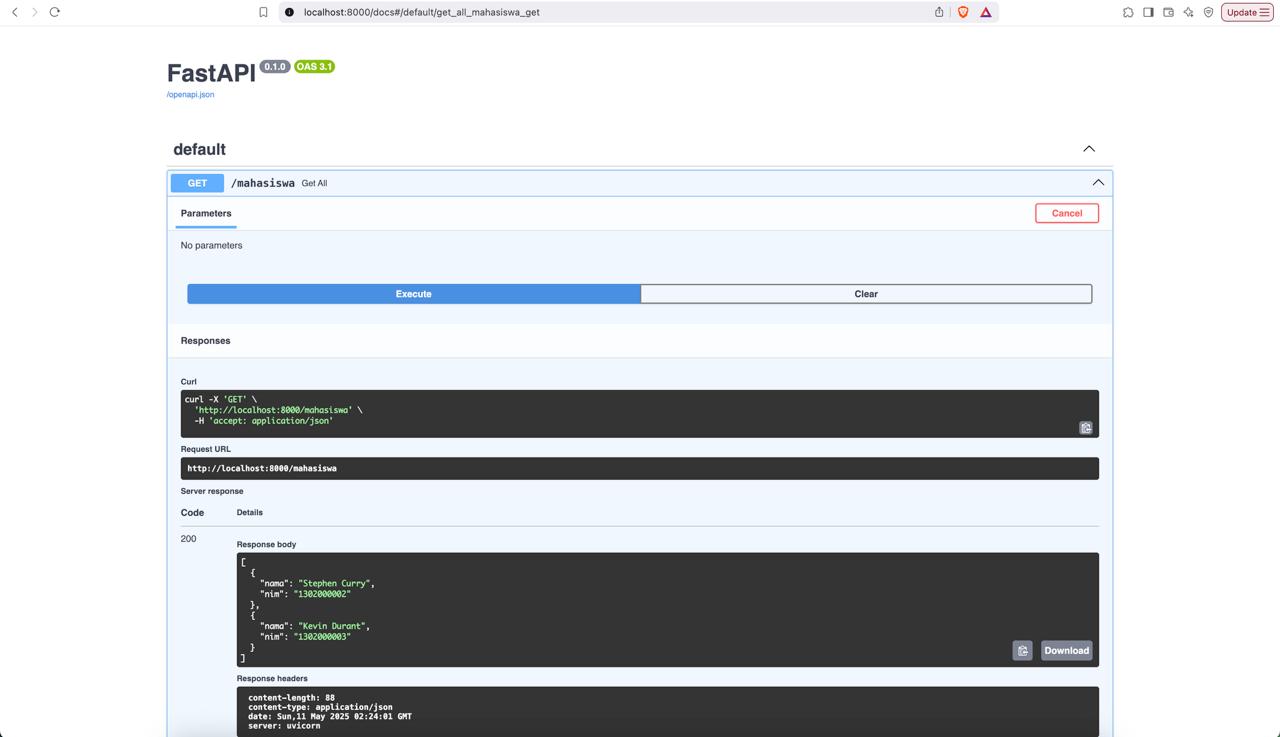 localhost:8000/docs#/default/get_all_mahasiswa_get
Update
FastAPI 0.1.0 OAS 3.1
/openapi.json
default
GET /mahasiswa Get All
Parameters
Cancel
No parameters
Execute
Clear
Responses
Curl
curl -X 'GET' \
'http://localhost:8000/mahasiswa' \
-H 'accept: application/json'
Request URL
http://localhost:8000/mahasiswa
Server response
Code Details
200
Response body
[
{
"nama": "Stephen Curry",
"nim": "1302000002"
},
{
"nama": "Kevin Durant",
"nim": "1302000003"
}
]
Download
Response headers
content-length: 88
content-type: application/json
date: Sun,11 May 2025 02:24:01 GMT
server: uvicorn